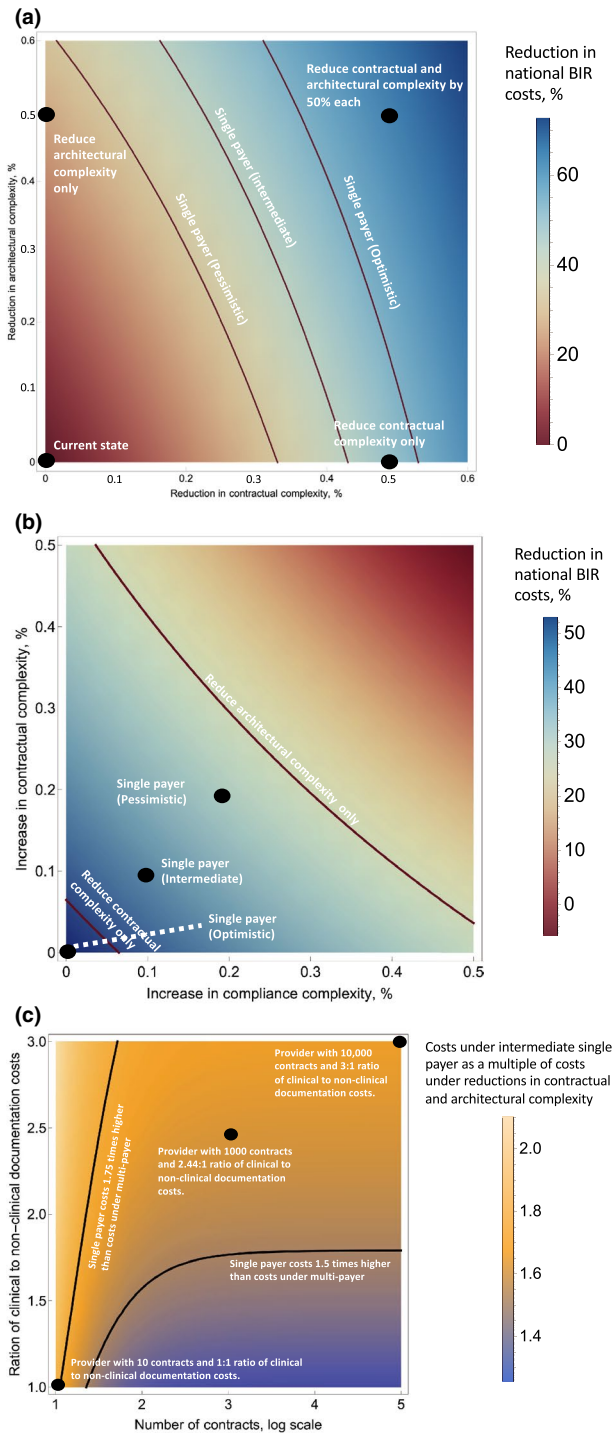 (a)
0.6
0.5
0.4
0.3
0.2
0.1
0
Reduction in architectural complexity, %
Reduce contractual and
architectural complexity by
50% each
Reduce
architectural
complexity
only
Single payer (Pessimistic)
Single payer (intermediate)
Single payer (Optimistic)
Current state
Reduce contractual
complexity only
0
0.1
0.2
0.3
0.4
0.5
0.6
Reduction in contractual complexity, %
Reduction in
national BIR
costs, %
60
40
20
0
(b)
0.5
0.4
0.3
0.2
0.1
0
Increase in contractual complexity, %
Reduce architectural complexity only
Single payer
(Pessimistic)
Single payer
(Intermediate)
Reduce contractual
complexity only
Single payer
(Optimistic)
0
0.1
0.2
0.3
0.4
0.5
Increase in compliance complexity, %
Reduction in
national BIR
costs, %
50
40
30
20
10
0
(c)
3.0
2.5
2.0
1.5
1.0
Ration of clinical to non-clinical documentation costs
Provider with 10,000
contracts and 3:1 ratio
of clinical to non-clinical
documentation costs.
Provider with 1000 contracts
and 2.44:1 ratio of clinical to
non-clinical documentation
costs.
Single payer costs 1.75 times higher
than costs under multi-payer
Single payer costs 1.5 times higher
than costs under multi-payer
Provider with 10 contracts and 1:1 ratio of clinical
to non-clinical documentation costs.
1
2
3
4
5
Number of contracts, log scale
Costs under intermediate single
payer as a multiple of costs
under reductions in contractual
and architectural complexity
2.0
1.8
1.6
1.4